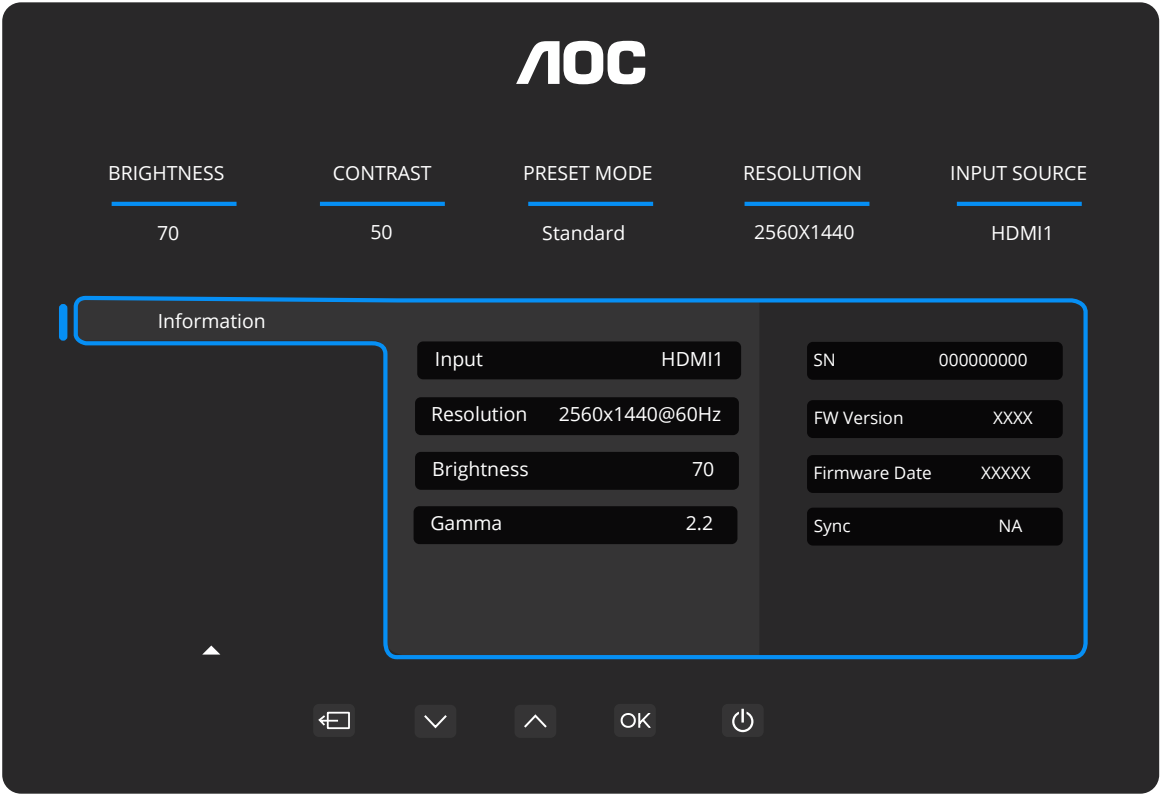 AOC
BRIGHTNESS CONTRAST PRESET MODE RESOLUTION INPUT SOURCE
70 50 Standard 2560X1440 HDMI1
Information
Input HDMI1
Resolution 2560x1440@60Hz
Brightness 70
Gamma 2.2
SN 000000000
FW Version XXXX
Firmware Date XXXXX
Sync NA
OK